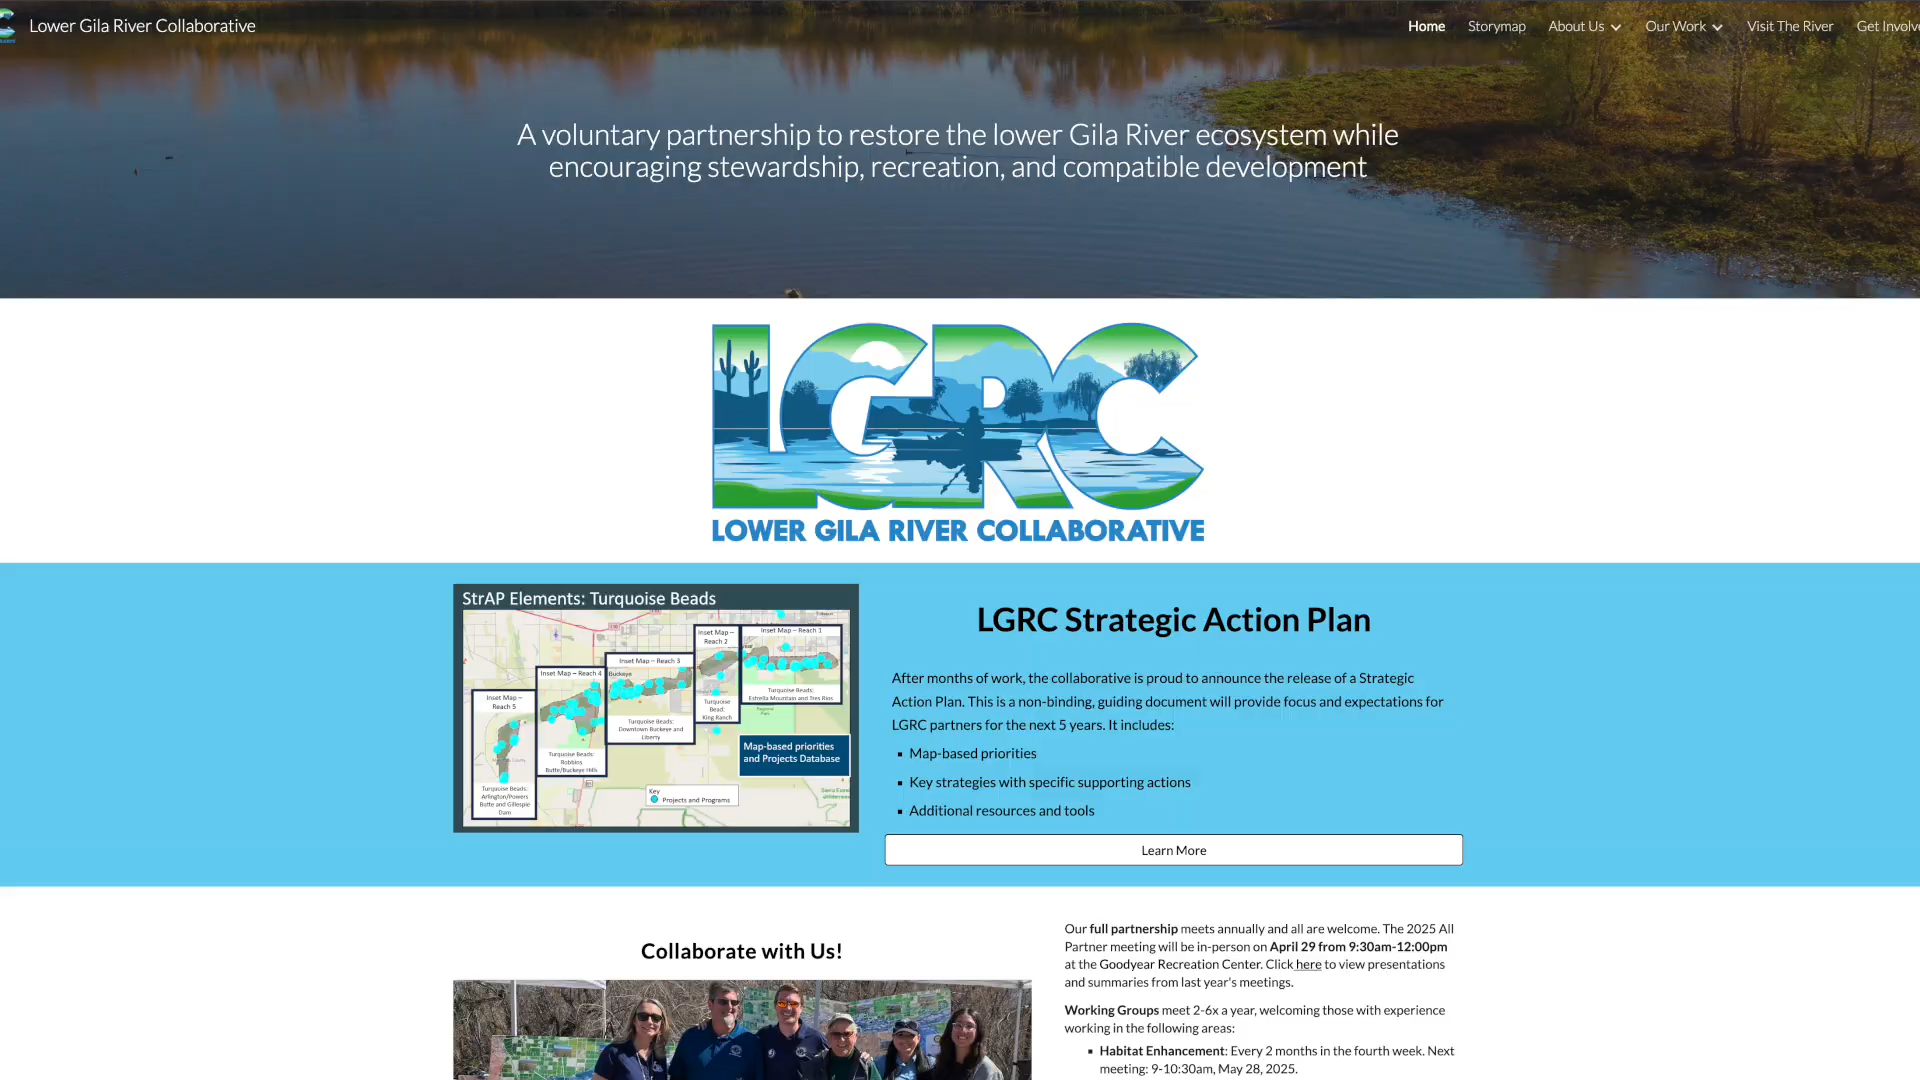 Lower Gila River Collaborative
Home Storymap About Us Our Work Visit The River Get Involve
A voluntary partnership to restore the lower Gila River ecosystem while
encouraging stewardship, recreation, and compatible development
LGRC
LOWER GILA RIVER COLLABORATIVE
StrAP Elements: Turquoise Beads
Inset Map – Reach 1
Inset Map –
Reach 2
Inset Map – Reach 3
Buckeye
Inset Map – Reach 4
Inset Map –
Reach 5
Turquoise Beads:
Estrella Mountain and Tres Rios
Turquoise
Bead:
King Ranch
Turquoise Beads:
Downtown Buckeye and
Liberty
Turquoise Beads:
Robbins
Butte/Buckeye Hills
Turquoise Beads:
Arlington/Powers
Butte and Gillespie
Dam
Map-based priorities
and Projects Database
Key
Projects and Programs
LGRC Strategic Action Plan
After months of work, the collaborative is proud to announce the release of a Strategic
Action Plan. This is a non-binding, guiding document will provide focus and expectations for
LGRC partners for the next 5 years. It includes:
▪ Map-based priorities
▪ Key strategies with specific supporting actions
▪ Additional resources and tools
Learn More
Collaborate with Us!
Our full partnership meets annually and all are welcome. The 2025 All
Partner meeting will be in-person on April 29 from 9:30am-12:00pm
at the Goodyear Recreation Center. Click here to view presentations
and summaries from last year's meetings.
Working Groups meet 2-6x a year, welcoming those with experience
working in the following areas:
▪ Habitat Enhancement: Every 2 months in the fourth week. Next
meeting: 9-10:30am, May 28, 2025.